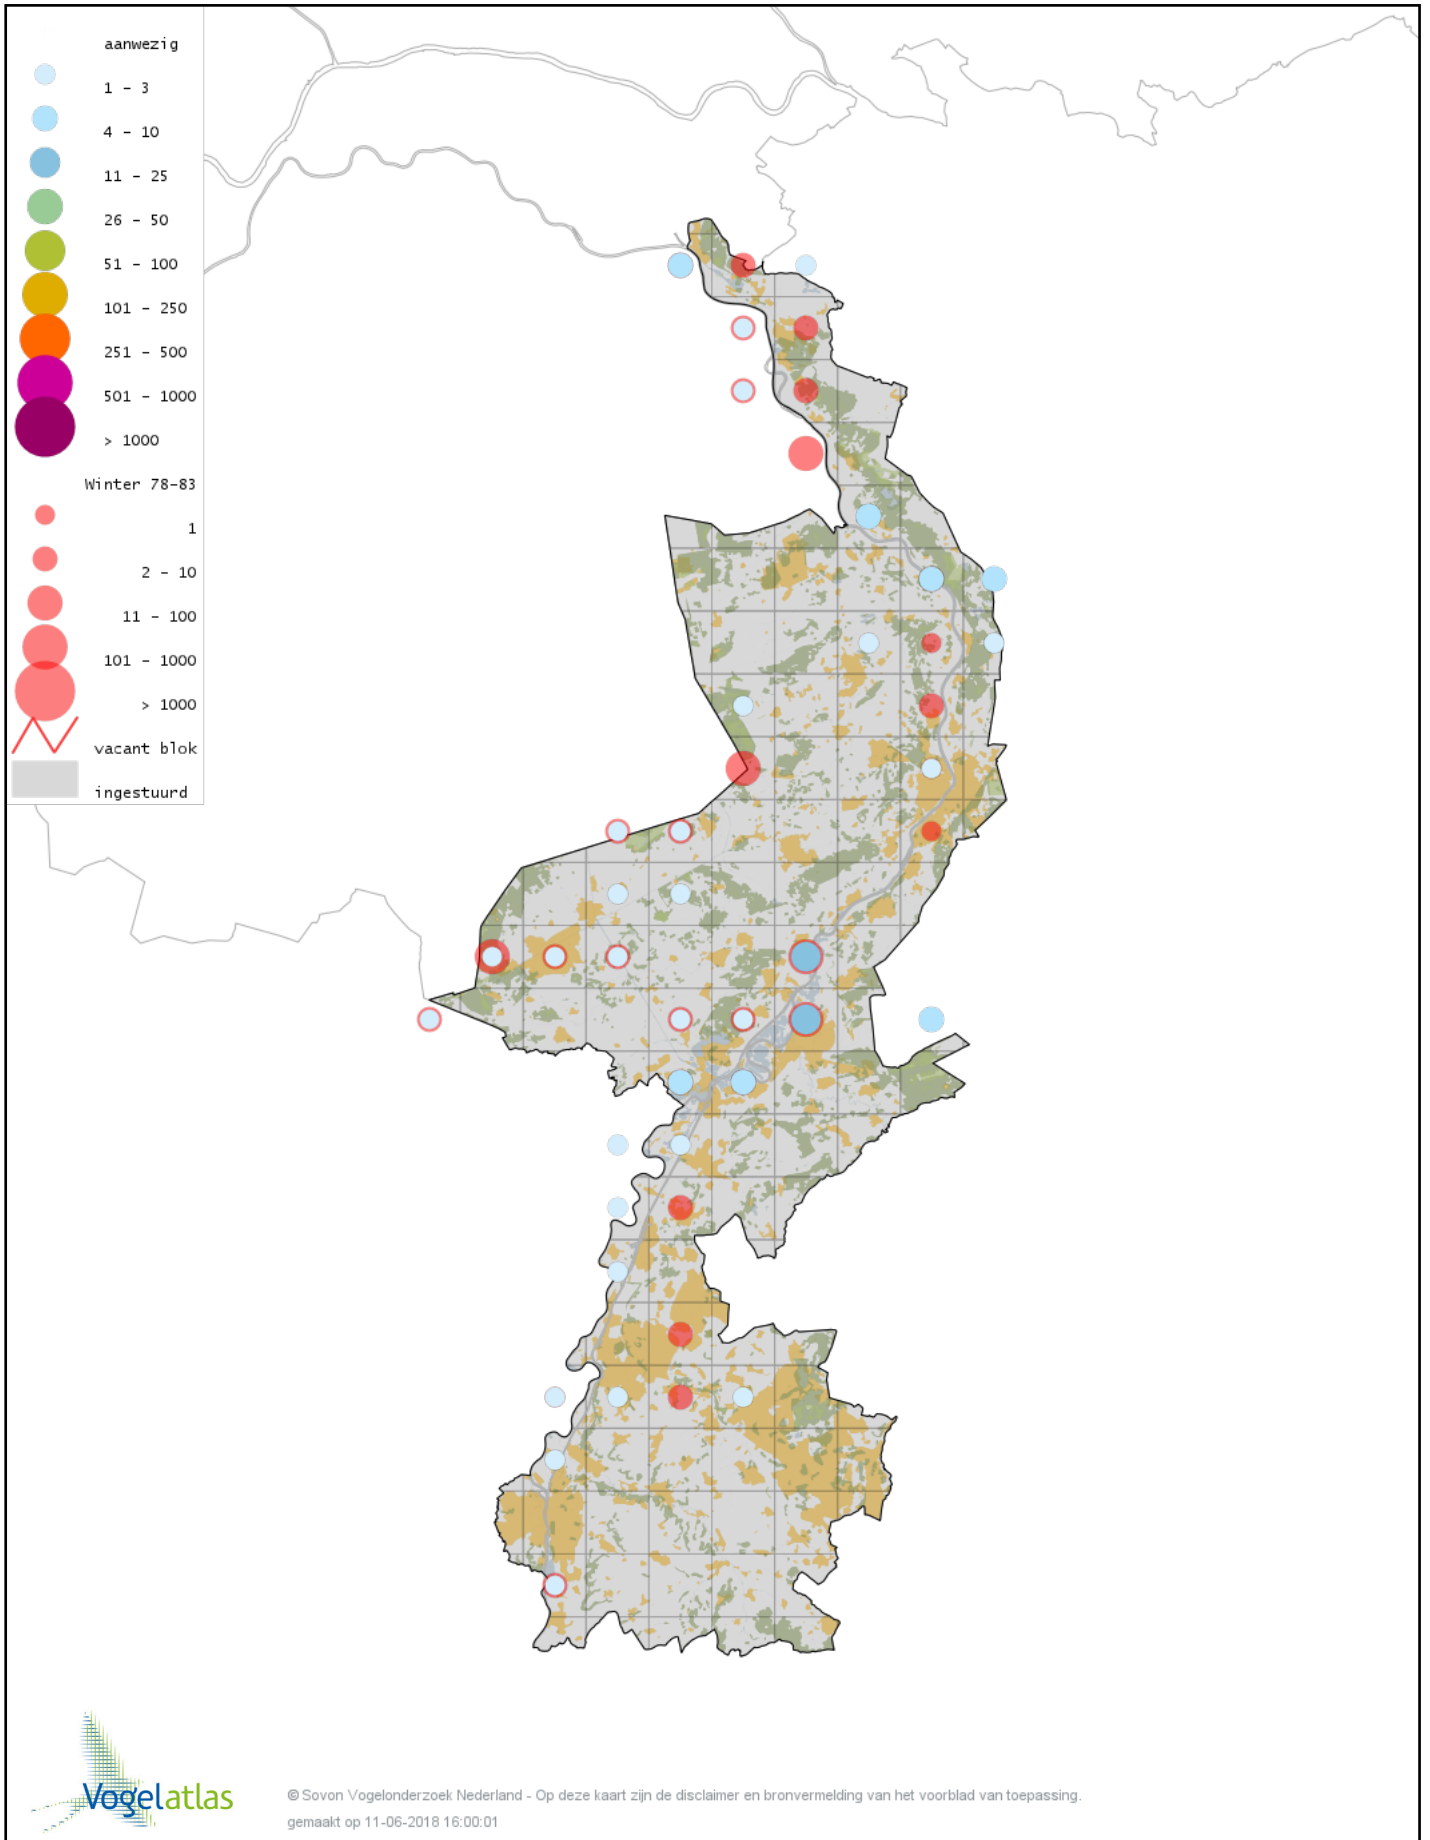 aanwezig
1 - 3
4 - 10
11 - 25
26 - 50
51 - 100
101 - 250
251 - 500
501 - 1000
> 1000
Winter 78-83
1
2 - 10
11 - 100
101 - 1000
> 1000
vacant blok
ingestuurd
Vogelatlas
© Sovon Vogelonderzoek Nederland - Op deze kaart zijn de disclaimer en bronvermelding van het voorblad van toepassing.
gemaakt op 11-06-2018 16:00:01